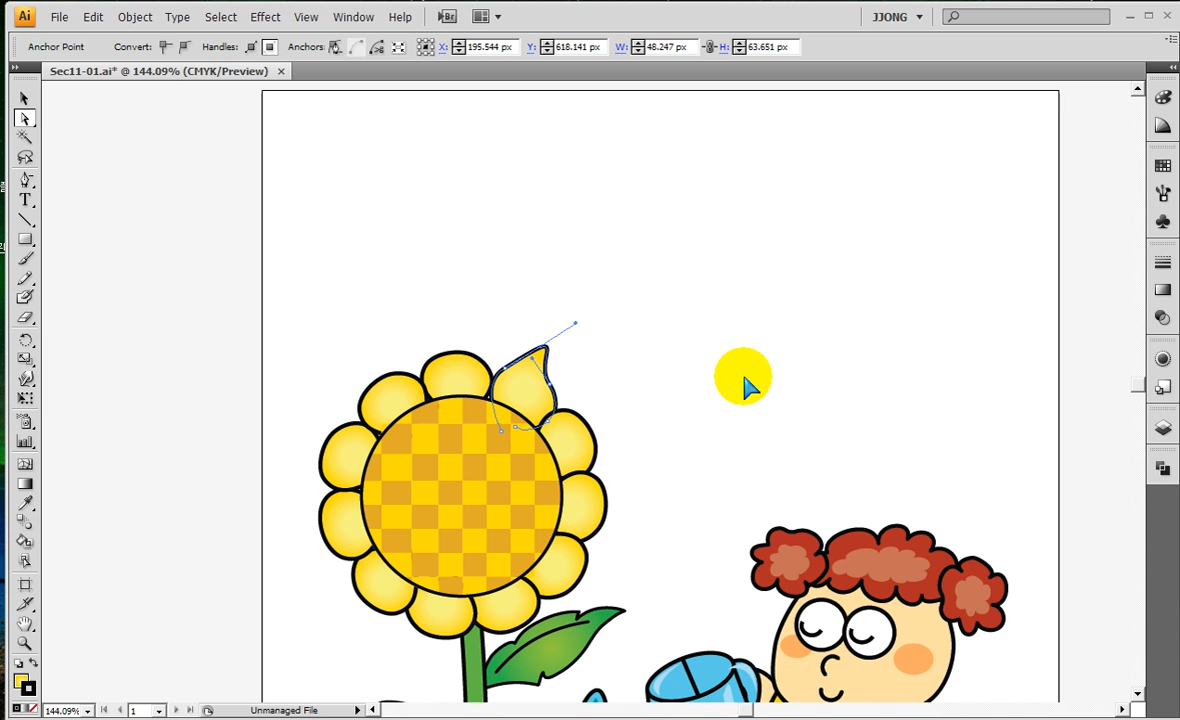 Ai File Edit Object Type Select Effect View Window Help Br JJONG
Anchor Point Convert: Handles: Anchors: X: 195.544 px Y: 618.141 px W: 48.247 px H: 63.651 px
Sec11-01.ai* @ 144.09% (CMYK/Preview)
T
144.09% 1 Unmanaged File